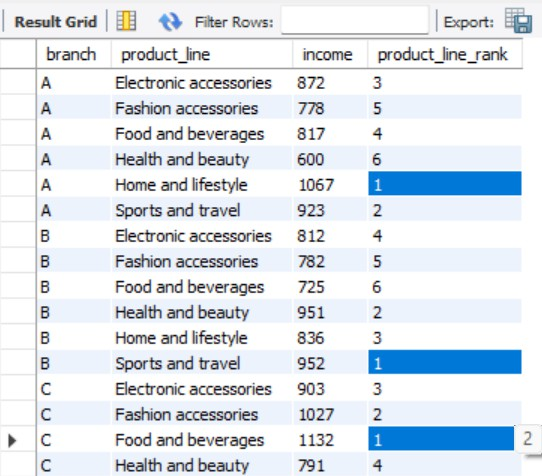 Result Grid Filter Rows: Export:
branch product_line income product_line_rank
A Electronic accessories 872 3
A Fashion accessories 778 5
A Food and beverages 817 4
A Health and beauty 600 6
A Home and lifestyle 1067 1
A Sports and travel 923 2
B Electronic accessories 812 4
B Fashion accessories 782 5
B Food and beverages 725 6
B Health and beauty 951 2
B Home and lifestyle 836 3
B Sports and travel 952 1
C Electronic accessories 903 3
C Fashion accessories 1027 2
C Food and beverages 1132 1 2
C Health and beauty 791 4